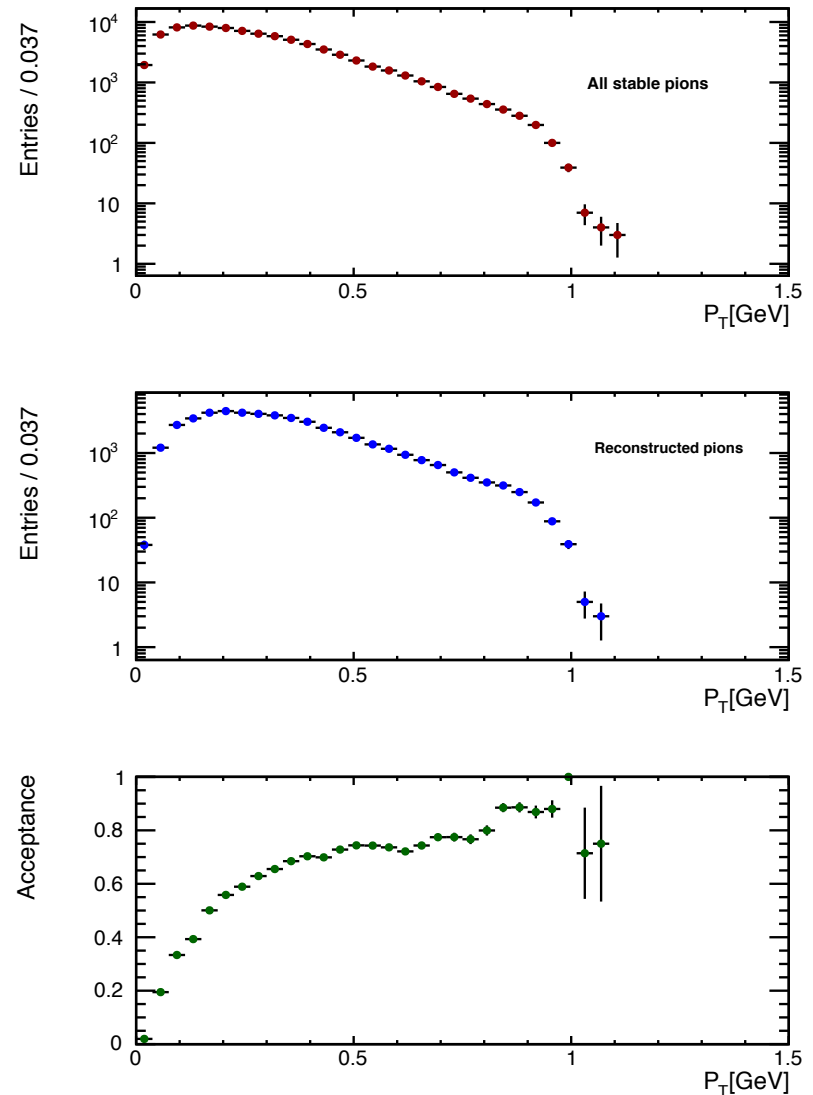 Entries / 0.037
10⁴
10³
10²
10
1
All stable pions
0 0.5 1 1.5
P_T[GeV]
Entries / 0.037
10³
10²
10
1
Reconstructed pions
0 0.5 1 1.5
P_T[GeV]
Acceptance
1
0.8
0.6
0.4
0.2
0
0 0.5 1 1.5
P_T[GeV]